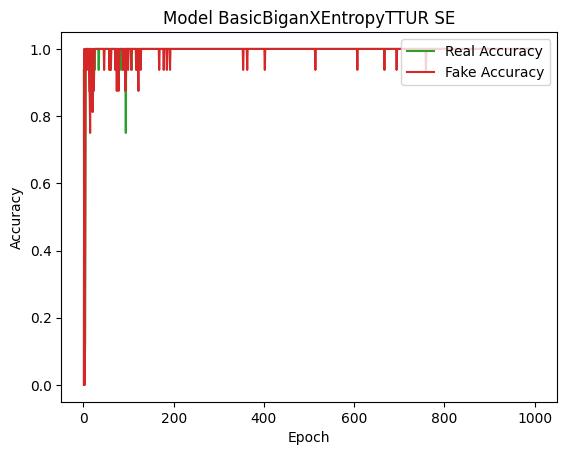 Model BasicBiganXEntropyTTUR SE
Real Accuracy
Fake Accuracy
Accuracy
1.0
0.8
0.6
0.4
0.2
0.0
0 200 400 600 800 1000
Epoch